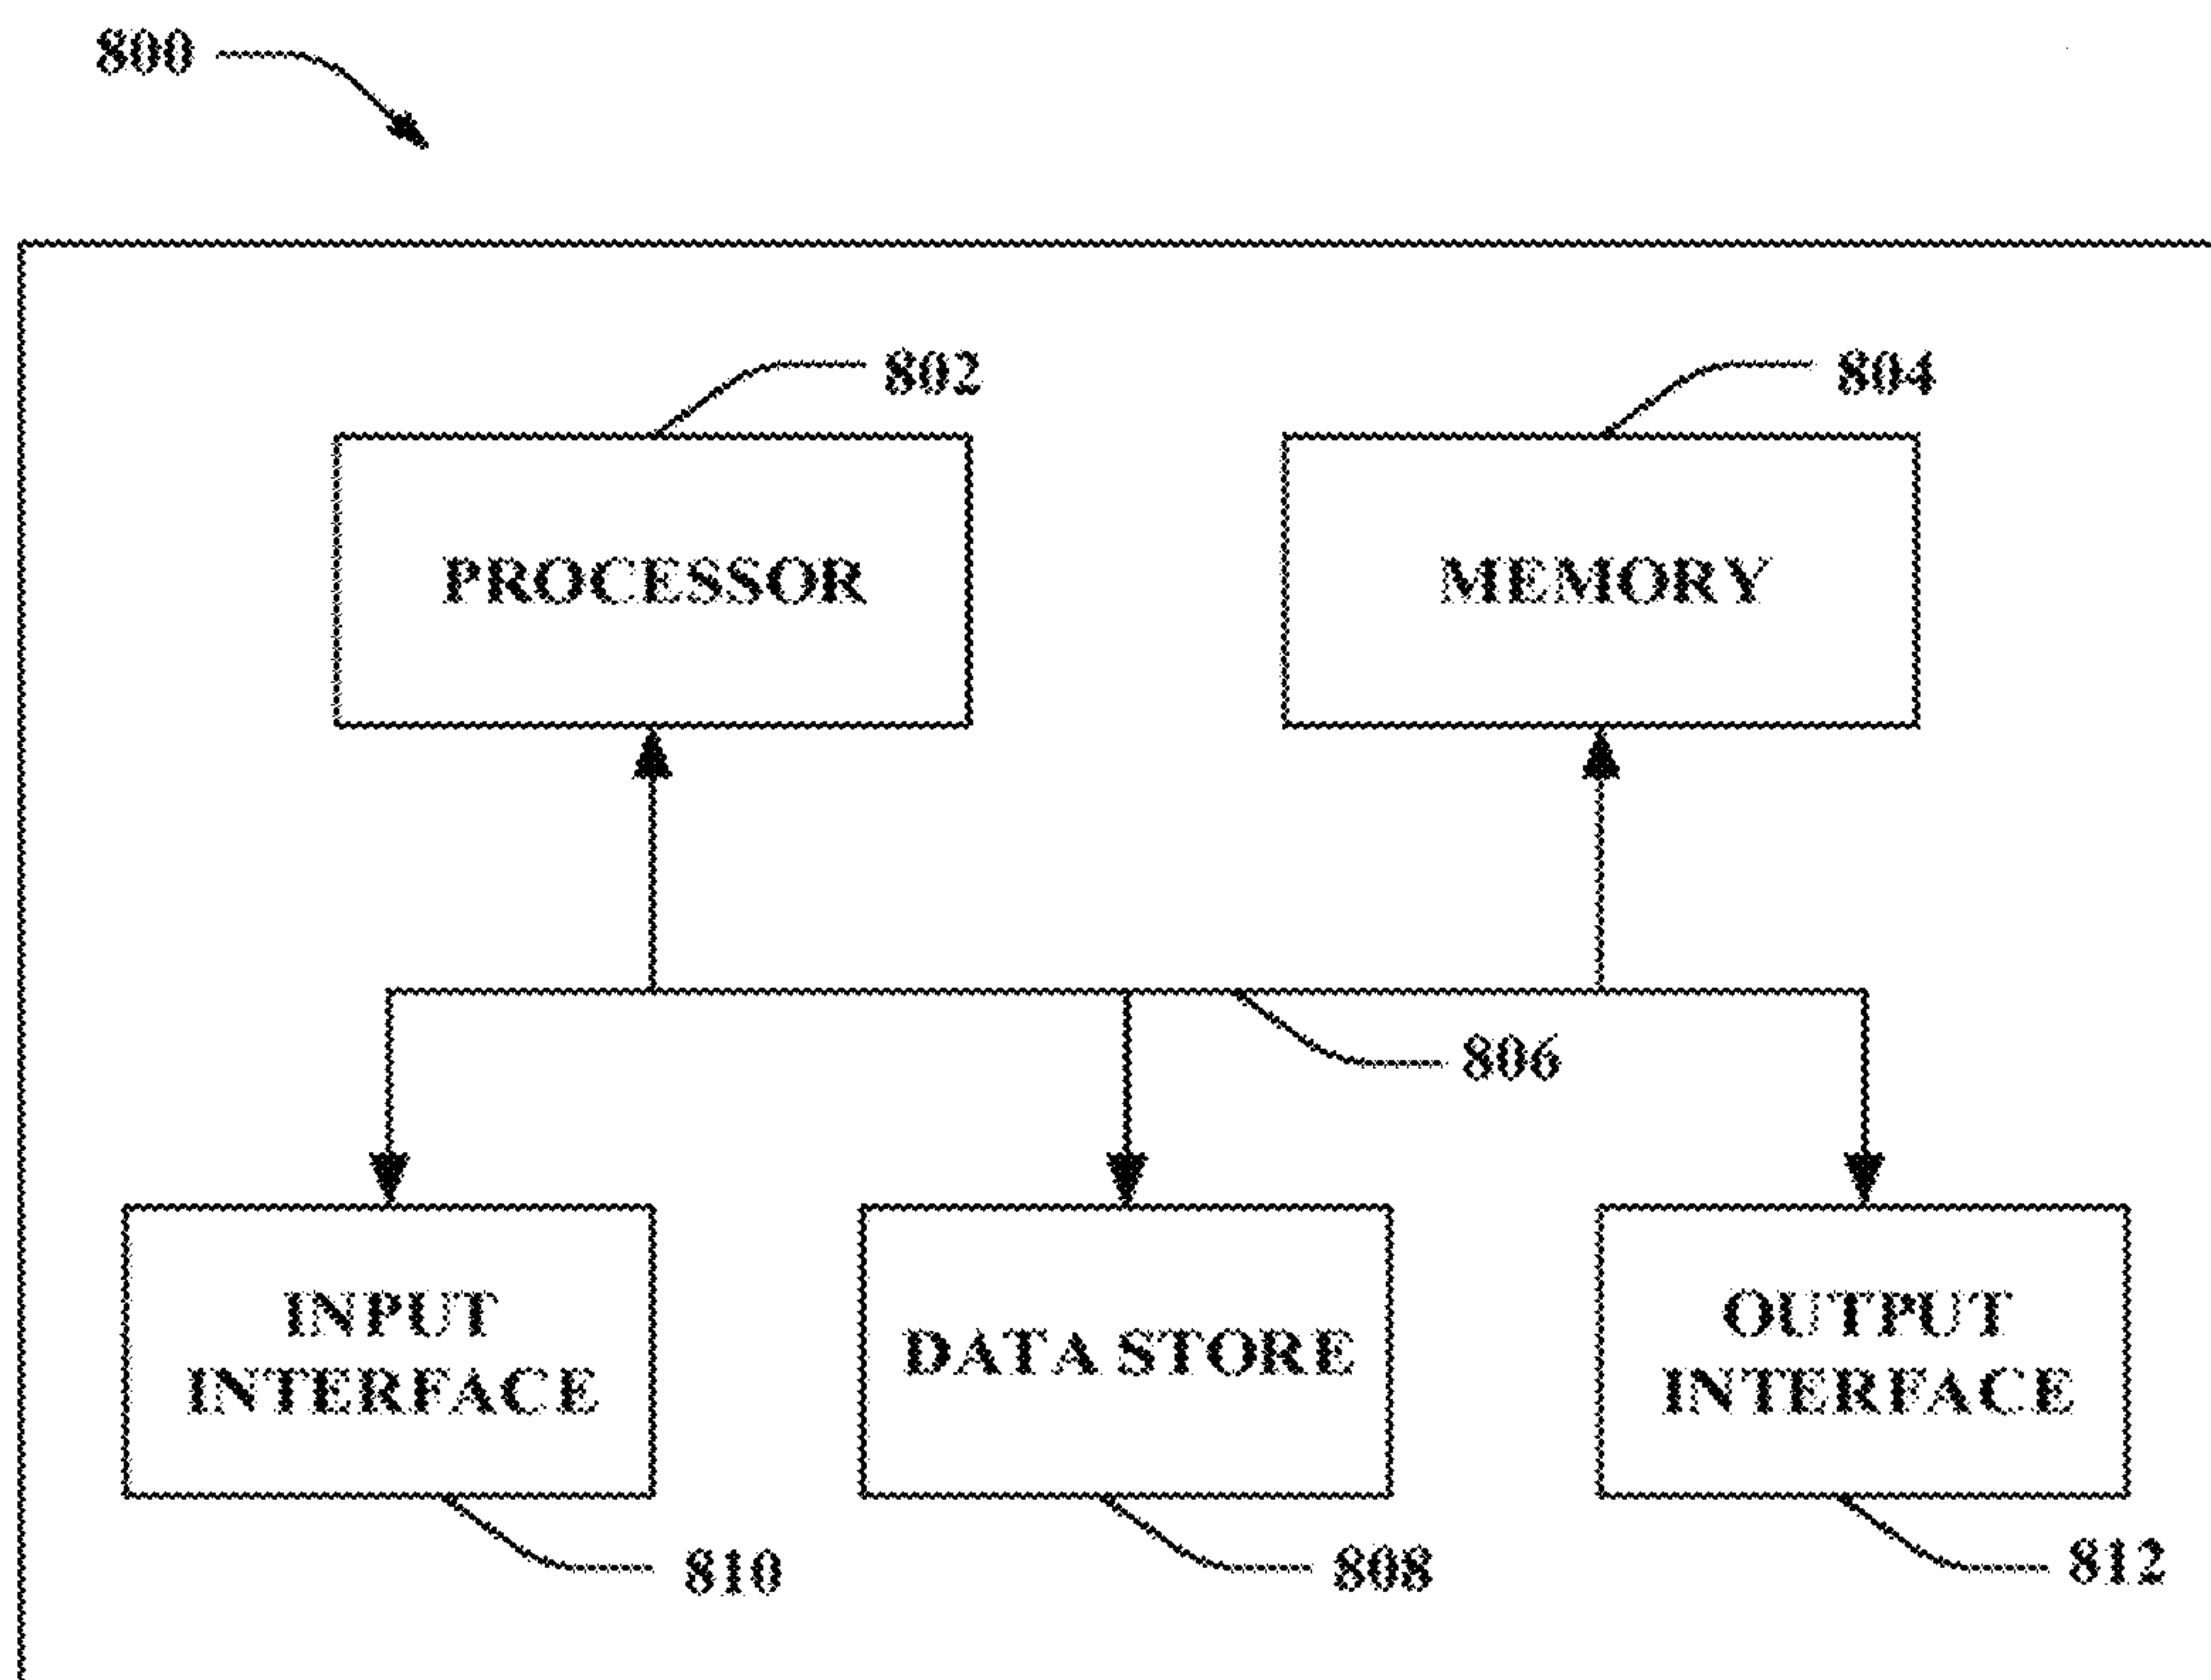 800
802
804
PROCESSOR
MEMORY
806
INPUT
INTERFACE
DATA STORE
OUTPUT
INTERFACE
810
808
812